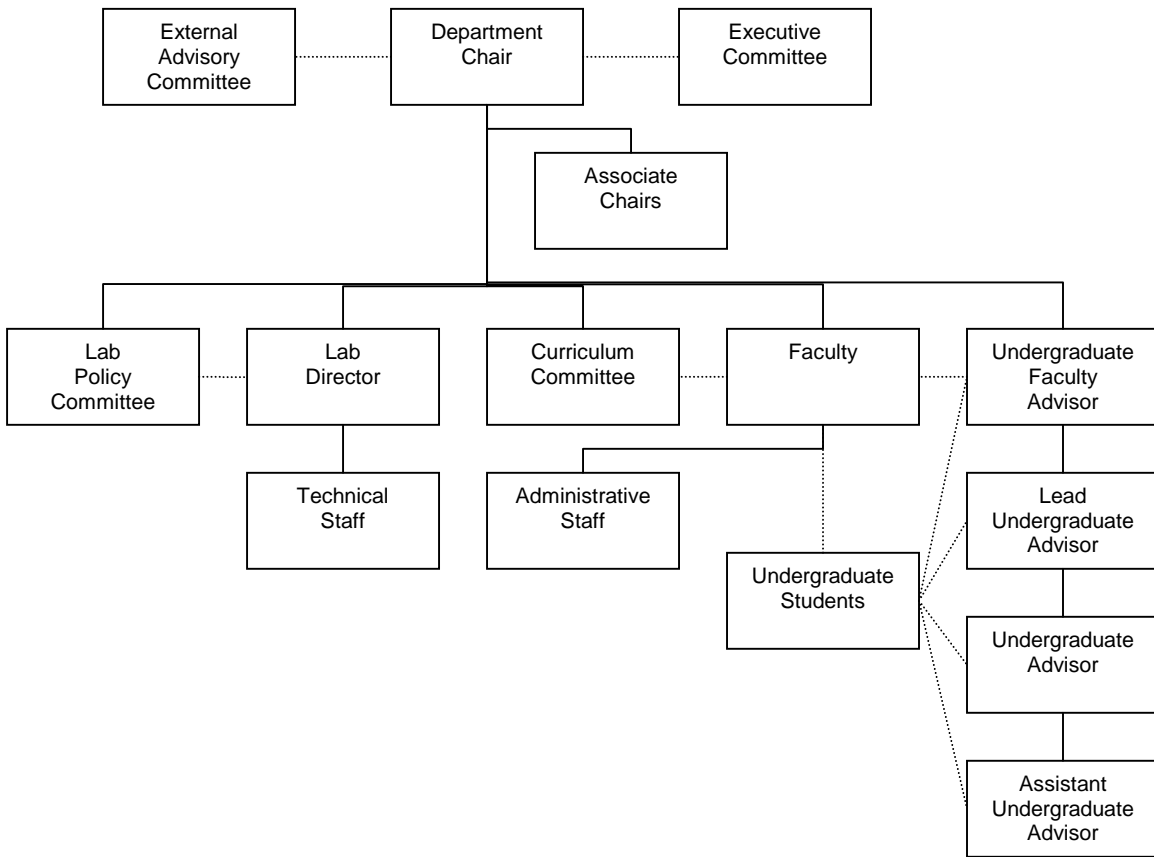 External
Advisory
Committee
Department
Chair
Executive
Committee
Associate
Chairs
Lab
Policy
Committee
Lab
Director
Curriculum
Committee
Faculty
Undergraduate
Faculty
Advisor
Technical
Staff
Administrative
Staff
Lead
Undergraduate
Advisor
Undergraduate
Students
Undergraduate
Advisor
Assistant
Undergraduate
Advisor